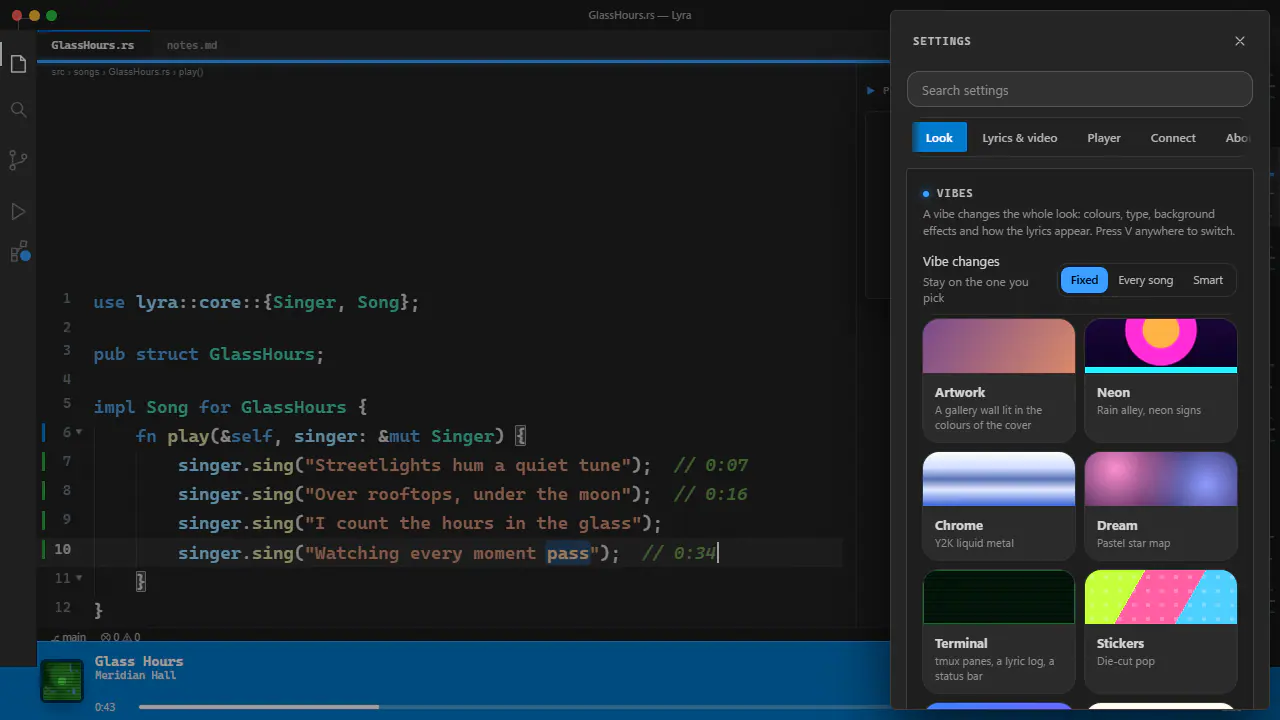 GlassHours.rs — Lyra
GlassHours.rs
notes.md
src › songs › GlassHours.rs › play()
1 use lyra::core::{Singer, Song};
2
3 pub struct GlassHours;
4
5 impl Song for GlassHours {
6 fn play(&self, singer: &mut Singer) {
7 singer.sing("Streetlights hum a quiet tune"); // 0:07
8 singer.sing("Over rooftops, under the moon"); // 0:16
9 singer.sing("I count the hours in the glass");
10 singer.sing("Watching every moment pass"); // 0:34
11 }
12 }
main 0 0
Glass Hours
Meridian Hall
0:43
SETTINGS
Search settings
Look Lyrics & video Player Connect
VIBES
A vibe changes the whole look: colours, type, background
effects and how the lyrics appear. Press V anywhere to switch.
Vibe changes
Stay on the one you
pick
Fixed Every song Smart
Artwork
A gallery wall lit in the
colours of the cover
Neon
Rain alley, neon signs
Chrome
Y2K liquid metal
Dream
Pastel star map
Terminal
tmux panes, a lyric log, a
status bar
Stickers
Die-cut pop